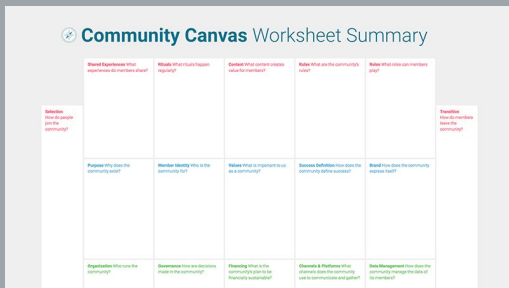 Community Canvas Worksheet Summary
Shared Experiences What experiences do members share?
Rituals What rituals happen regularly?
Content What content creates value for members?
Rules What are the community's rules?
Roles What roles can members play?
Selection
How do people join the community?
Transition
How do members leave the community?
Purpose Why does the community exist?
Member Identity Who is the community for?
Values What is important to us as a community?
Success Definition How does the community define success?
Brand How does the community express itself?
Organization Who runs the community?
Governance How are decisions made in the community?
Financing What is the community's plan to be financially sustainable?
Channels & Platforms What channels does the community use to communicate and gather?
Data Management How does the community manage the data of its members?